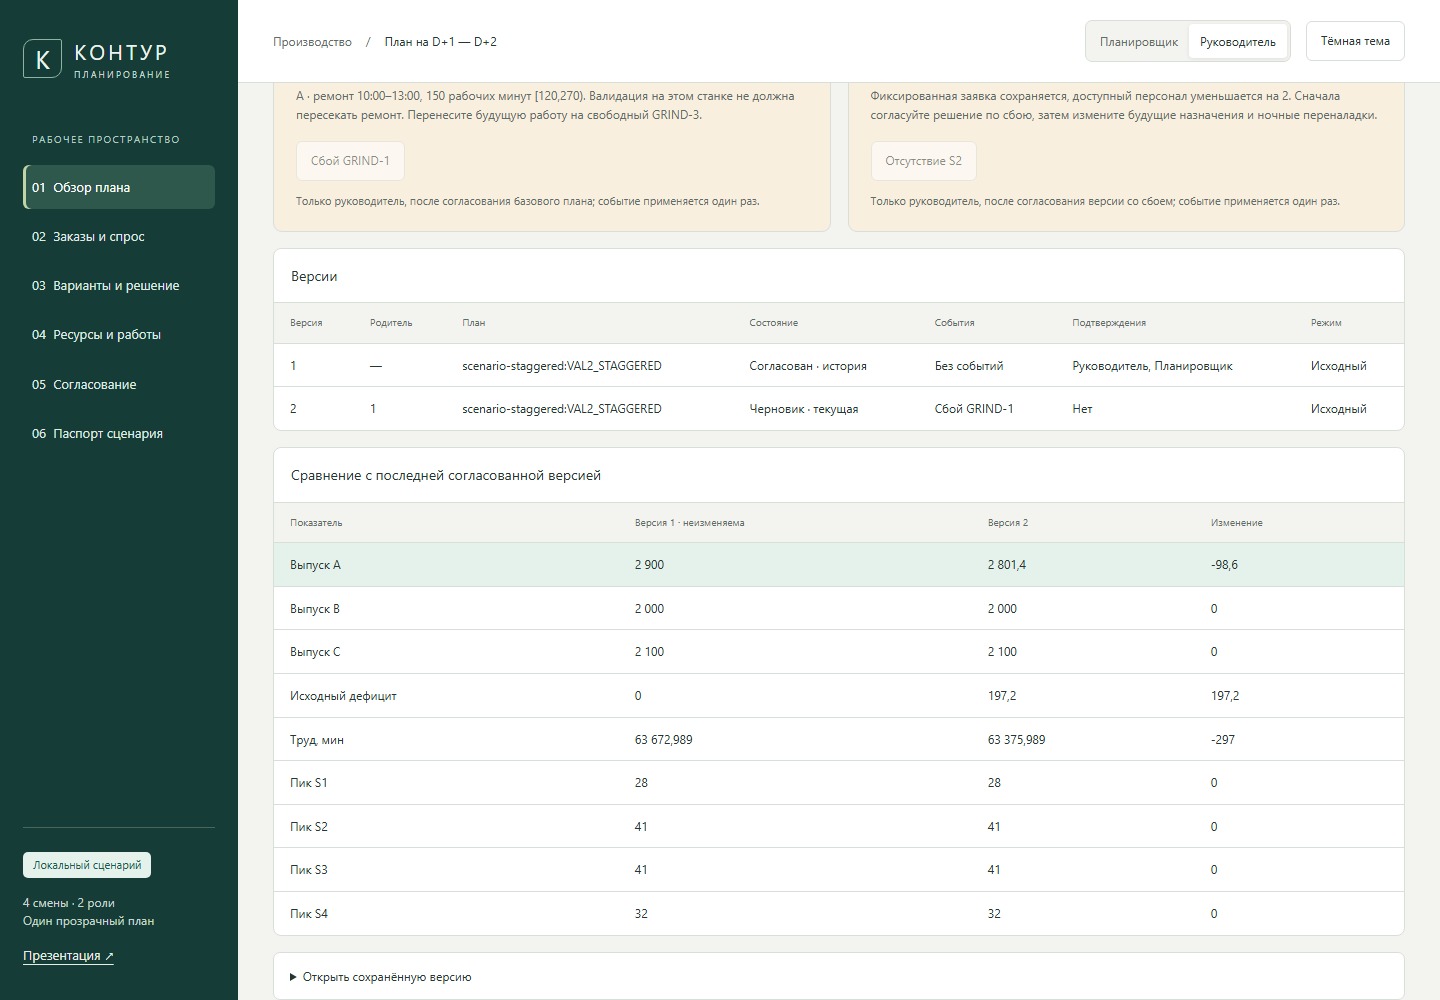 К
КОНТУР
ПЛАНИРОВАНИЕ
РАБОЧЕЕ ПРОСТРАНСТВО
01 Обзор плана
02 Заказы и спрос
03 Варианты и решение
04 Ресурсы и работы
05 Согласование
06 Паспорт сценария
Локальный сценарий
4 смены · 2 роли
Один прозрачный план
Презентация ↗
Производство / План на D+1 — D+2
Планировщик Руководитель Тёмная тема
А · ремонт 10:00–13:00, 150 рабочих минут [120,270). Валидация на этом станке не должна
пересекать ремонт. Перенесите будущую работу на свободный GRIND-3.
Сбой GRIND-1
Только руководитель, после согласования базового плана; событие применяется один раз.
Фиксированная заявка сохраняется, доступный персонал уменьшается на 2. Сначала
согласуйте решение по сбою, затем измените будущие назначения и ночные переналадки.
Отсутствие S2
Только руководитель, после согласования версии со сбоем; событие применяется один раз.
Версии
Версия Родитель План Состояние События Подтверждения Режим
1 — scenario-staggered:VAL2_STAGGERED Согласован · история Без событий Руководитель, Планировщик Исходный
2 1 scenario-staggered:VAL2_STAGGERED Черновик · текущая Сбой GRIND-1 Нет Исходный
Сравнение с последней согласованной версией
Показатель Версия 1 · неизменяема Версия 2 Изменение
Выпуск A 2 900 2 801,4 -98,6
Выпуск B 2 000 2 000 0
Выпуск C 2 100 2 100 0
Исходный дефицит 0 197,2 197,2
Труд, мин 63 672,989 63 375,989 -297
Пик S1 28 28 0
Пик S2 41 41 0
Пик S3 41 41 0
Пик S4 32 32 0
▶ Открыть сохранённую версию